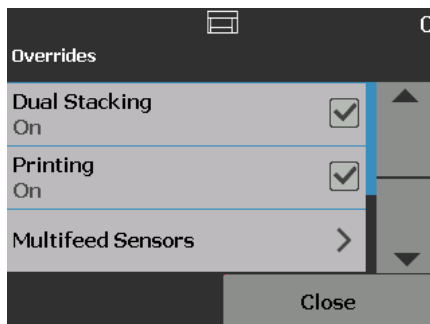 Overrides
Dual Stacking
On
Printing
On
Multifeed Sensors
Close